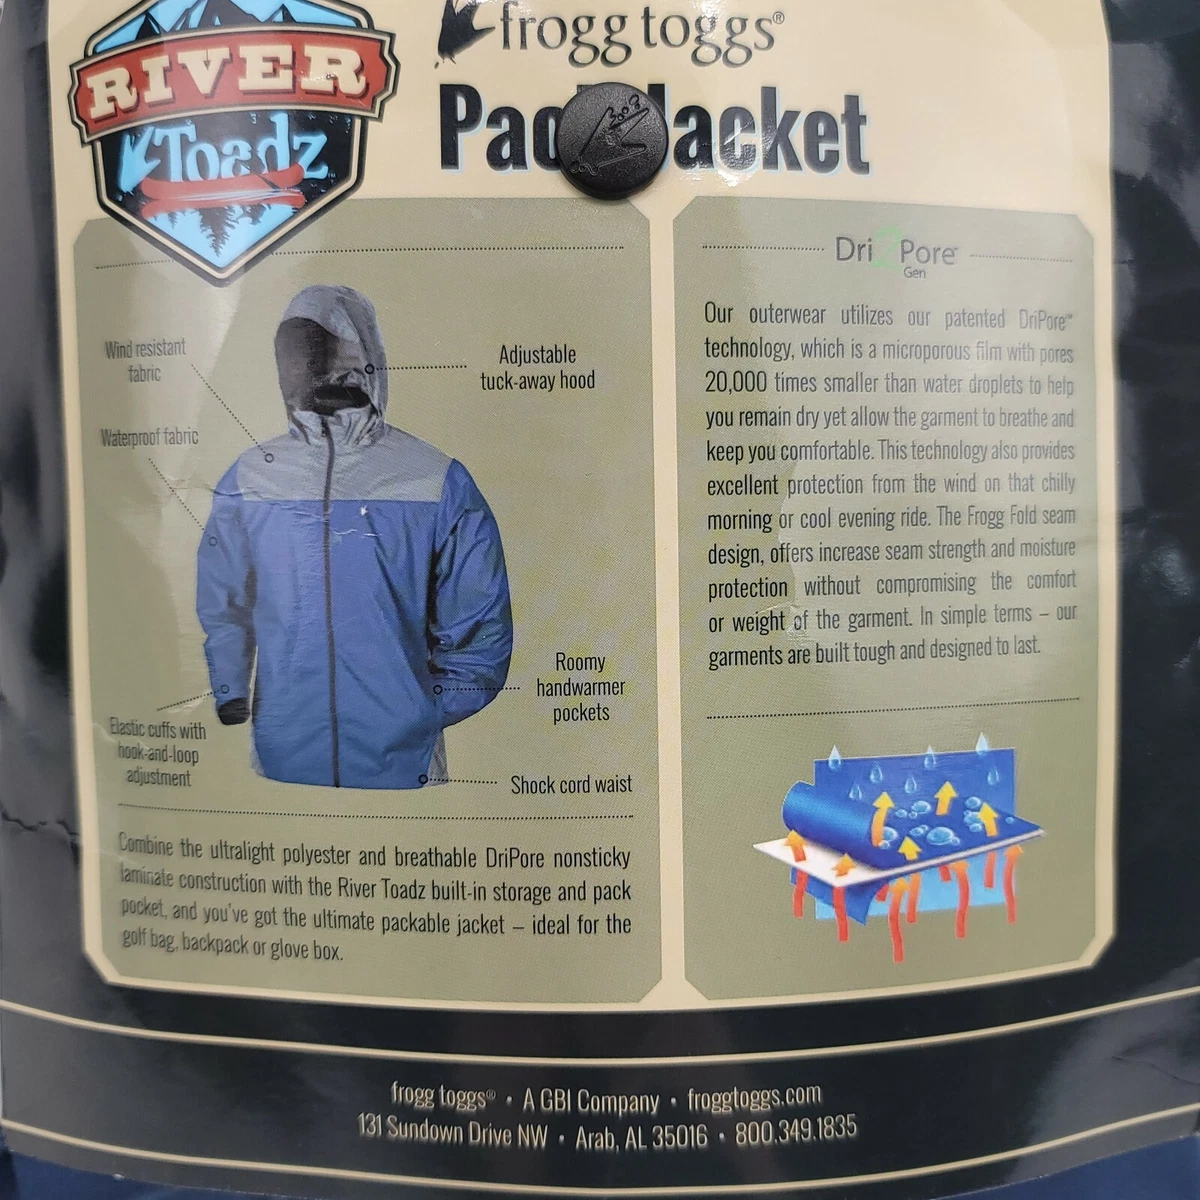 RIVER
Toadz
frogg toggs®
Pac Jacket
Wind resistant
fabric
Waterproof fabric
Adjustable
tuck-away hood
Roomy
handwarmer
pockets
Elastic cuffs with
hook-and-loop
adjustment
Shock cord waist
Combine the ultralight polyester and breathable DriPore nonsticky
laminate construction with the River Toadz built-in storage and pack
pocket, and you've got the ultimate packable jacket – ideal for the
golf bag, backpack or glove box.
Dri2Pore™
Gen
Our outerwear utilizes our patented DriPore™
technology, which is a microporous film with pores
20,000 times smaller than water droplets to help
you remain dry yet allow the garment to breathe and
keep you comfortable. This technology also provides
excellent protection from the wind on that chilly
morning or cool evening ride. The Frogg Fold seam
design, offers increase seam strength and moisture
protection without compromising the comfort
or weight of the garment. In simple terms – our
garments are built tough and designed to last.
frogg toggs® • A GBI Company • froggtoggs.com
131 Sundown Drive NW • Arab, AL 35016 • 800.349.1835